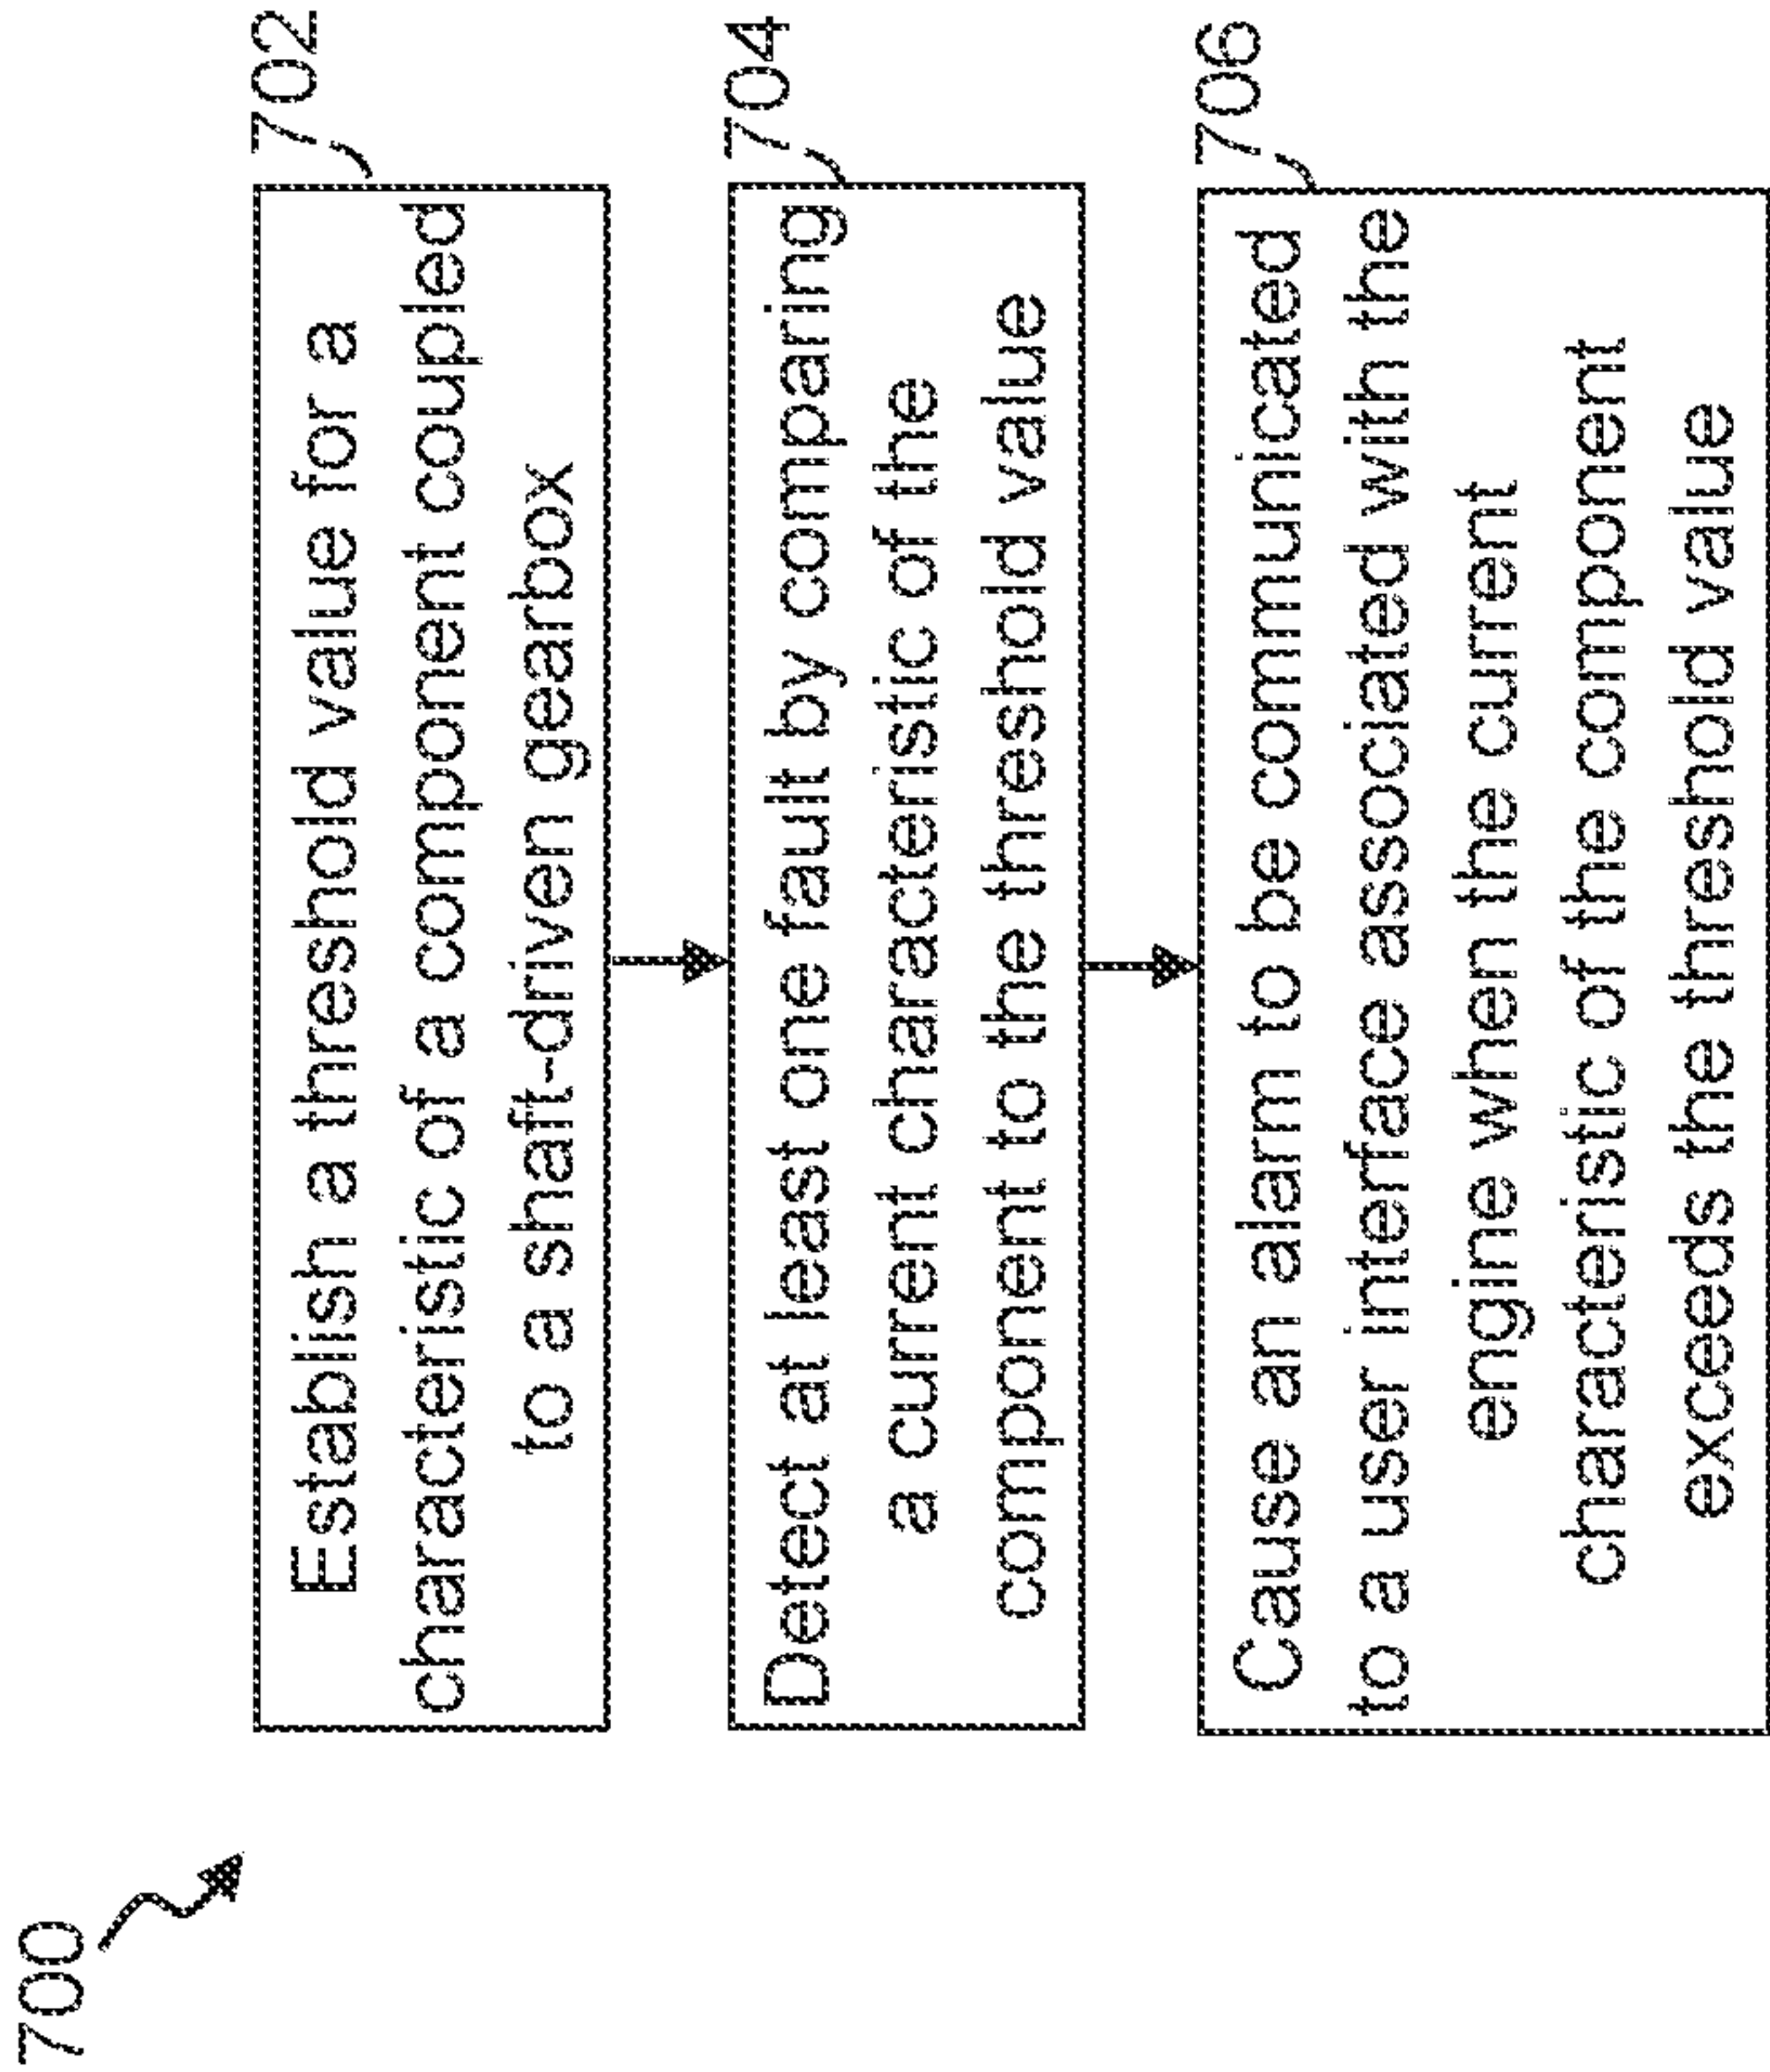 700
702
Establish a threshold value for a
characteristic of a component coupled
to a shaft-driven gearbox
704
Detect at least one fault by comparing
a current characteristic of the
component to the threshold value
706
Cause an alarm to be communicated
to a user interface associated with the
engine when the current
characteristic of the component
exceeds the threshold value